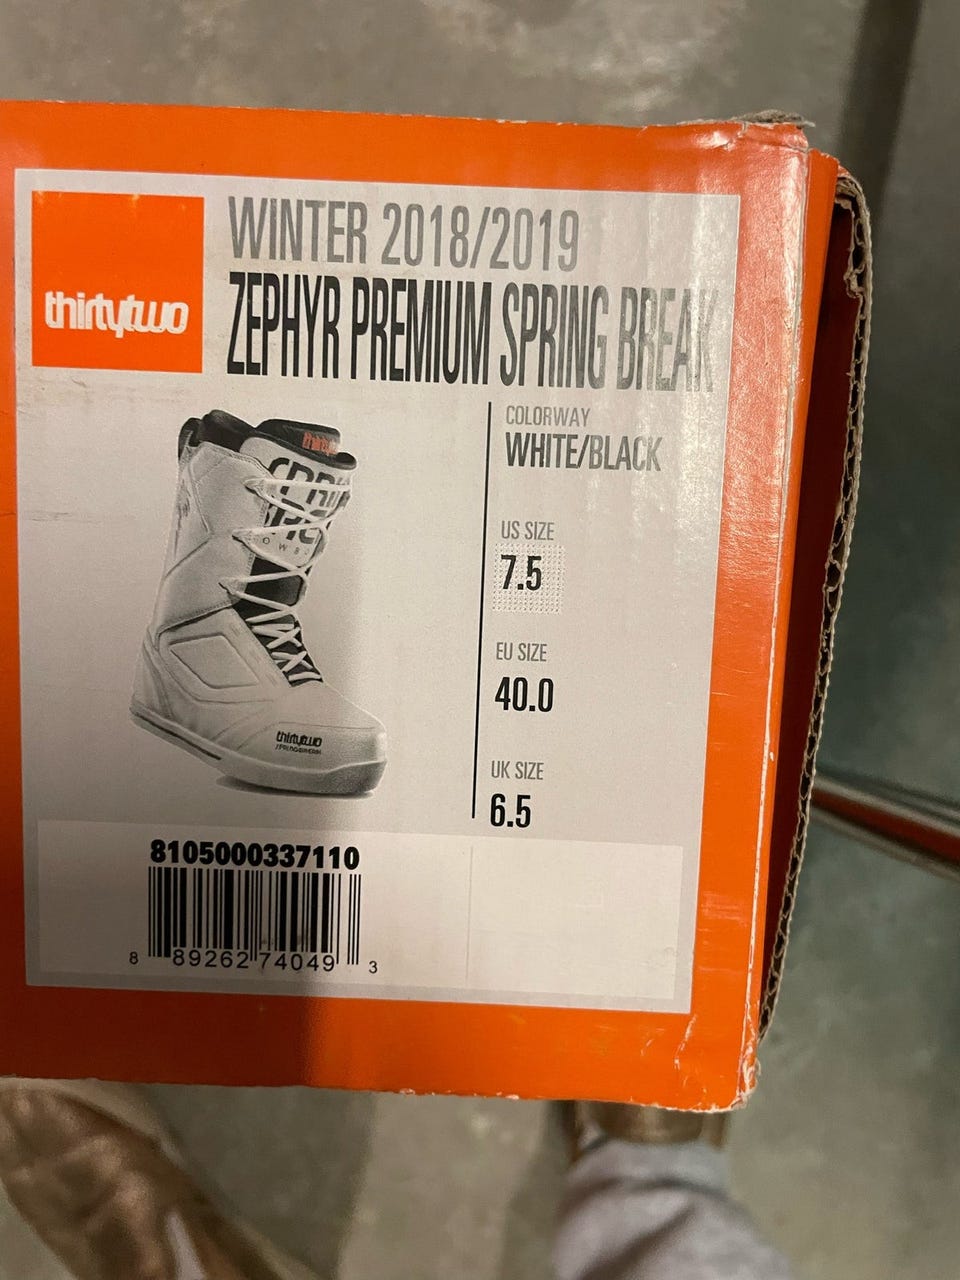 thirtytwo
WINTER 2018/2019
ZEPHYR PREMIUM SPRING BREAK
COLORWAY
WHITE/BLACK
US SIZE
7.5
EU SIZE
40.0
UK SIZE
6.5
thirtytwo
8105000337110
8 89262 74049 3